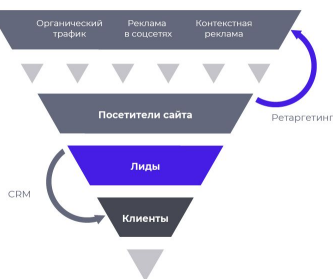 Органический
трафик
Реклама
в соцсетях
Контекстная
реклама
Посетители сайта
Ретаргетинг
Лиды
CRM
Клиенты